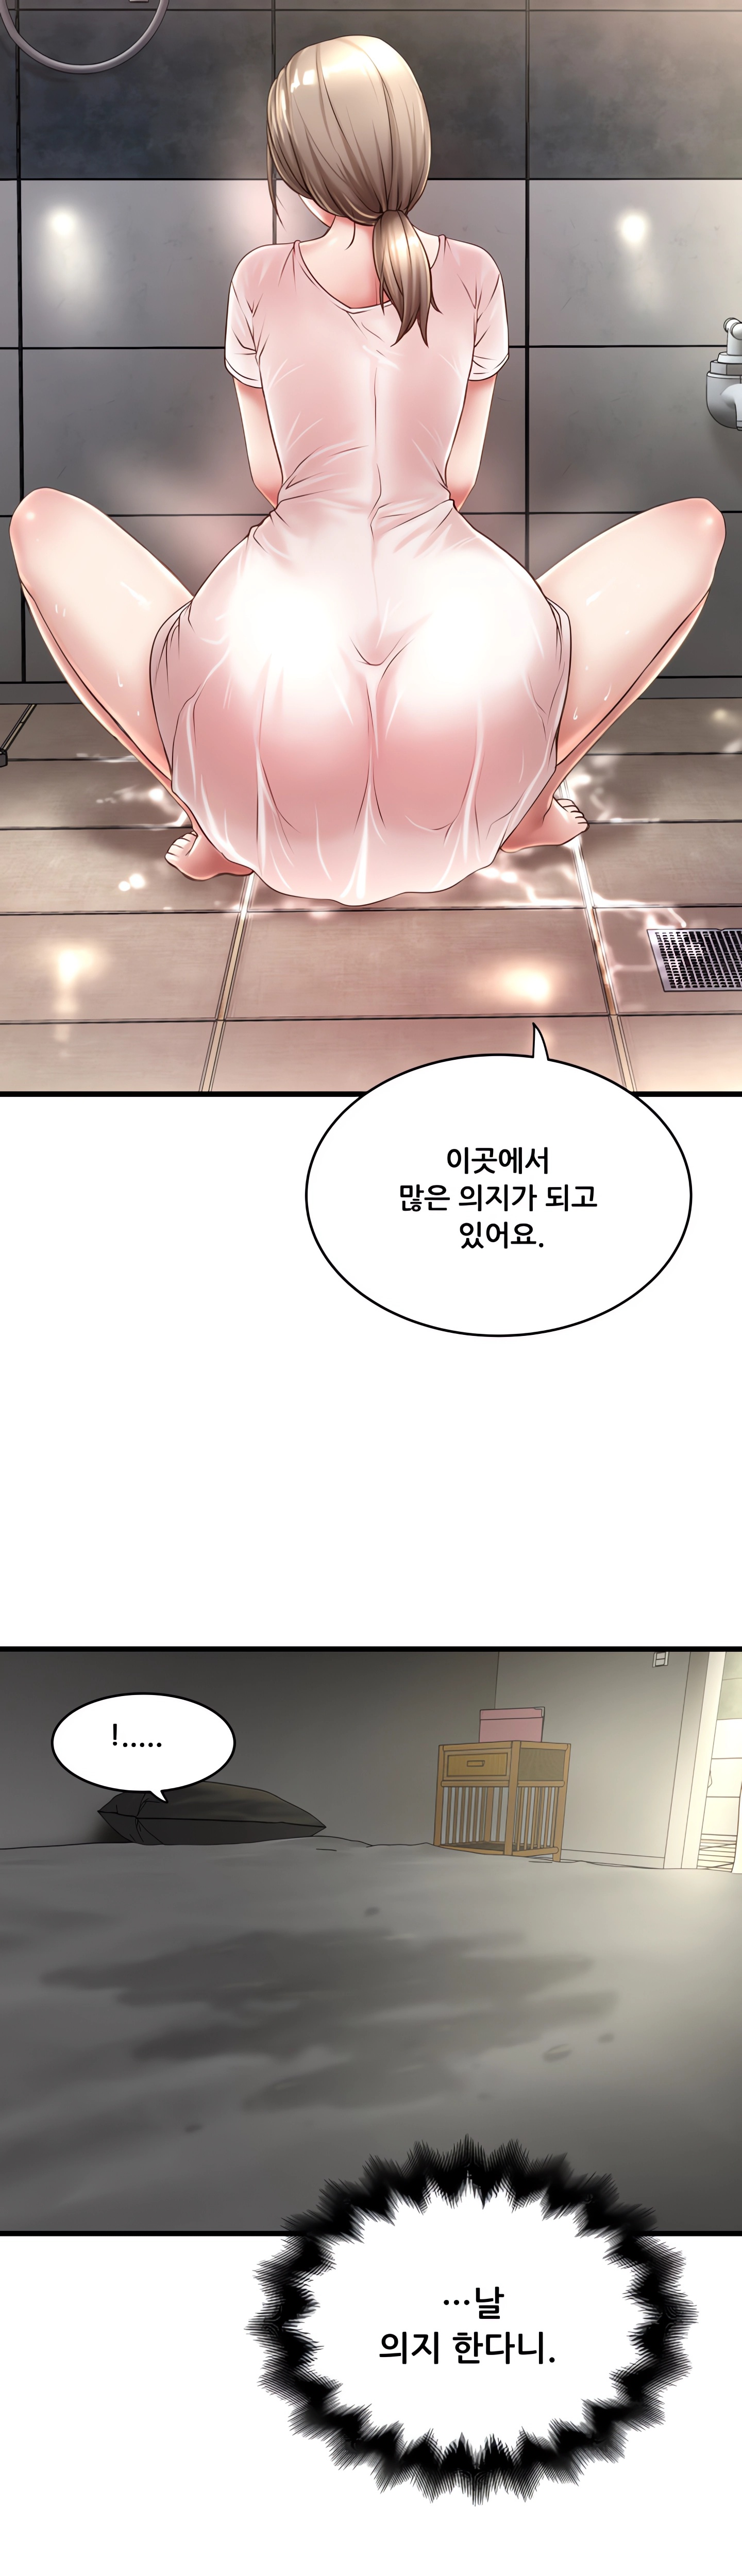 이곳에서
많은 의지가 되고
있어요.
!.....
…날
의지 한다니.